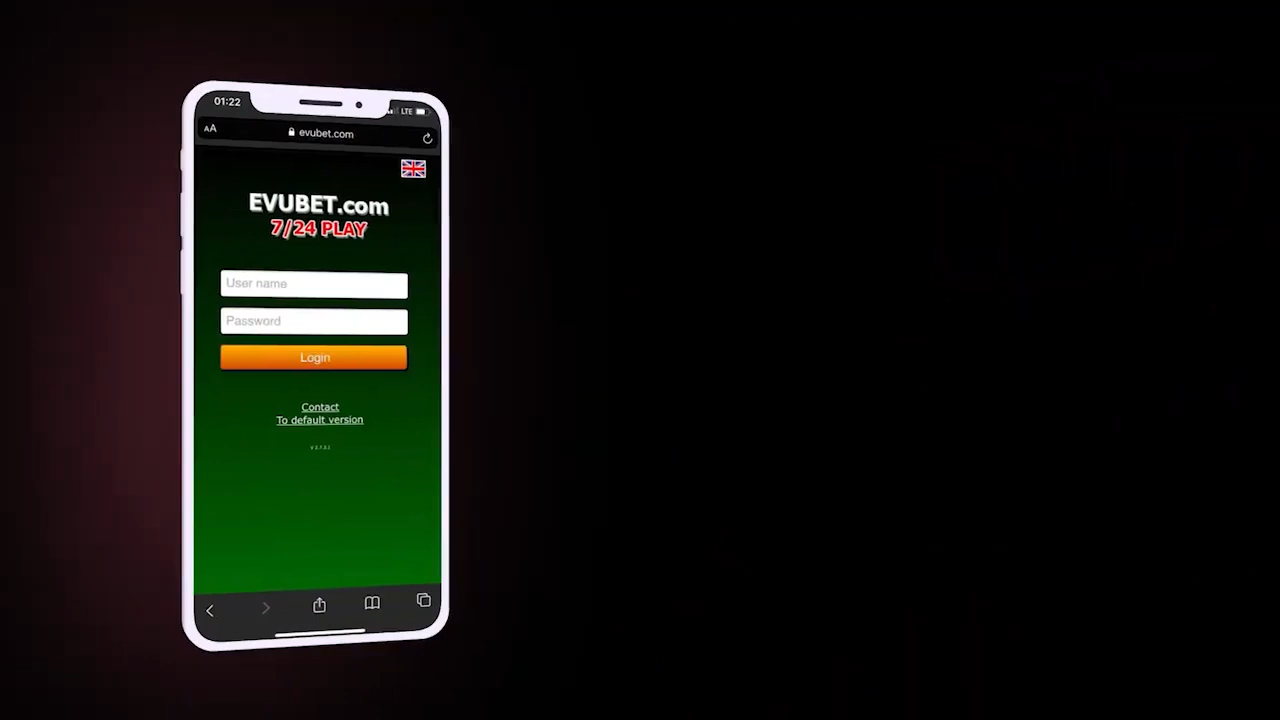 01:22
LTE
AA
evubet.com
EVUBET.com
7/24 PLAY
User name
Password
Login
Contact
To default version